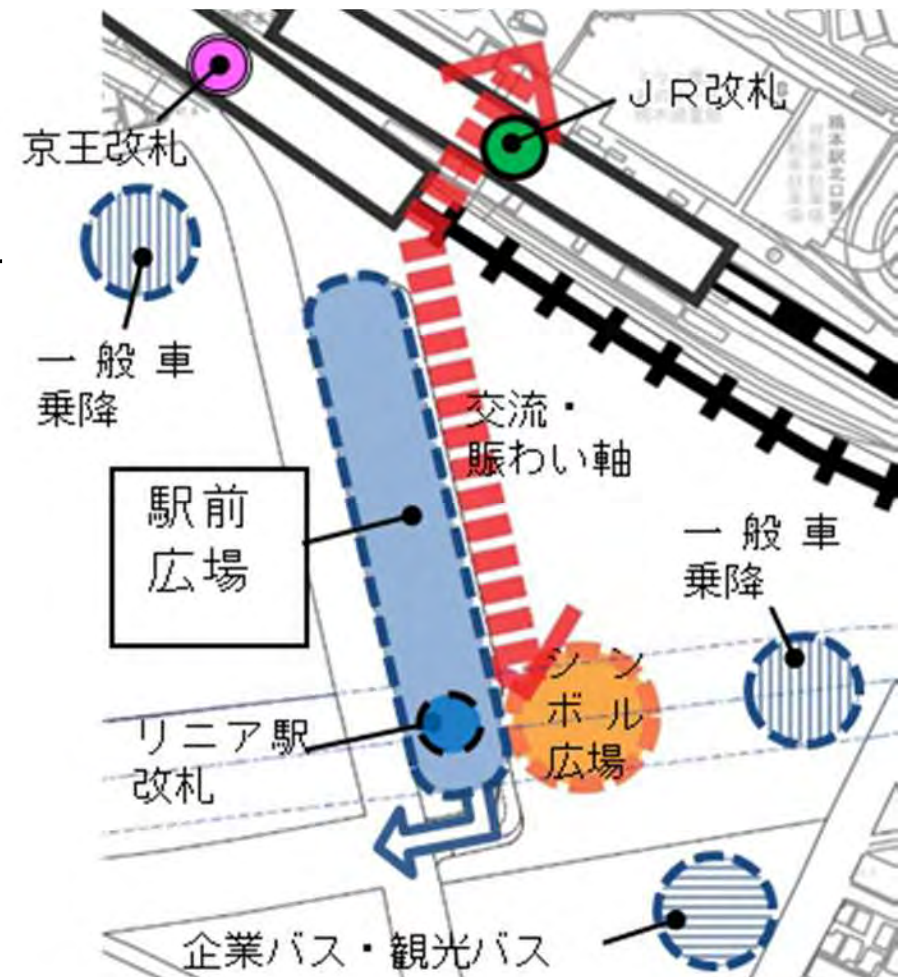 JR改札
京王改札
一般車
乗降
交流・
賑わい軸
駅前
広場
一般車
乗降
シン
ボル
広場
リニア駅
改札
企業バス・観光バス